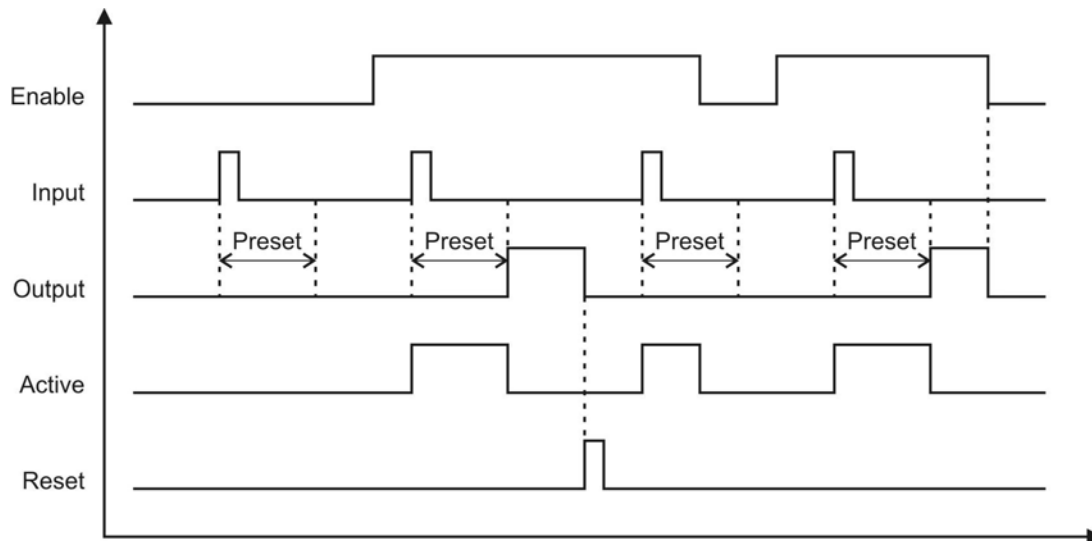 Enable
Input
Preset Preset Preset Preset
Output
Active
Reset